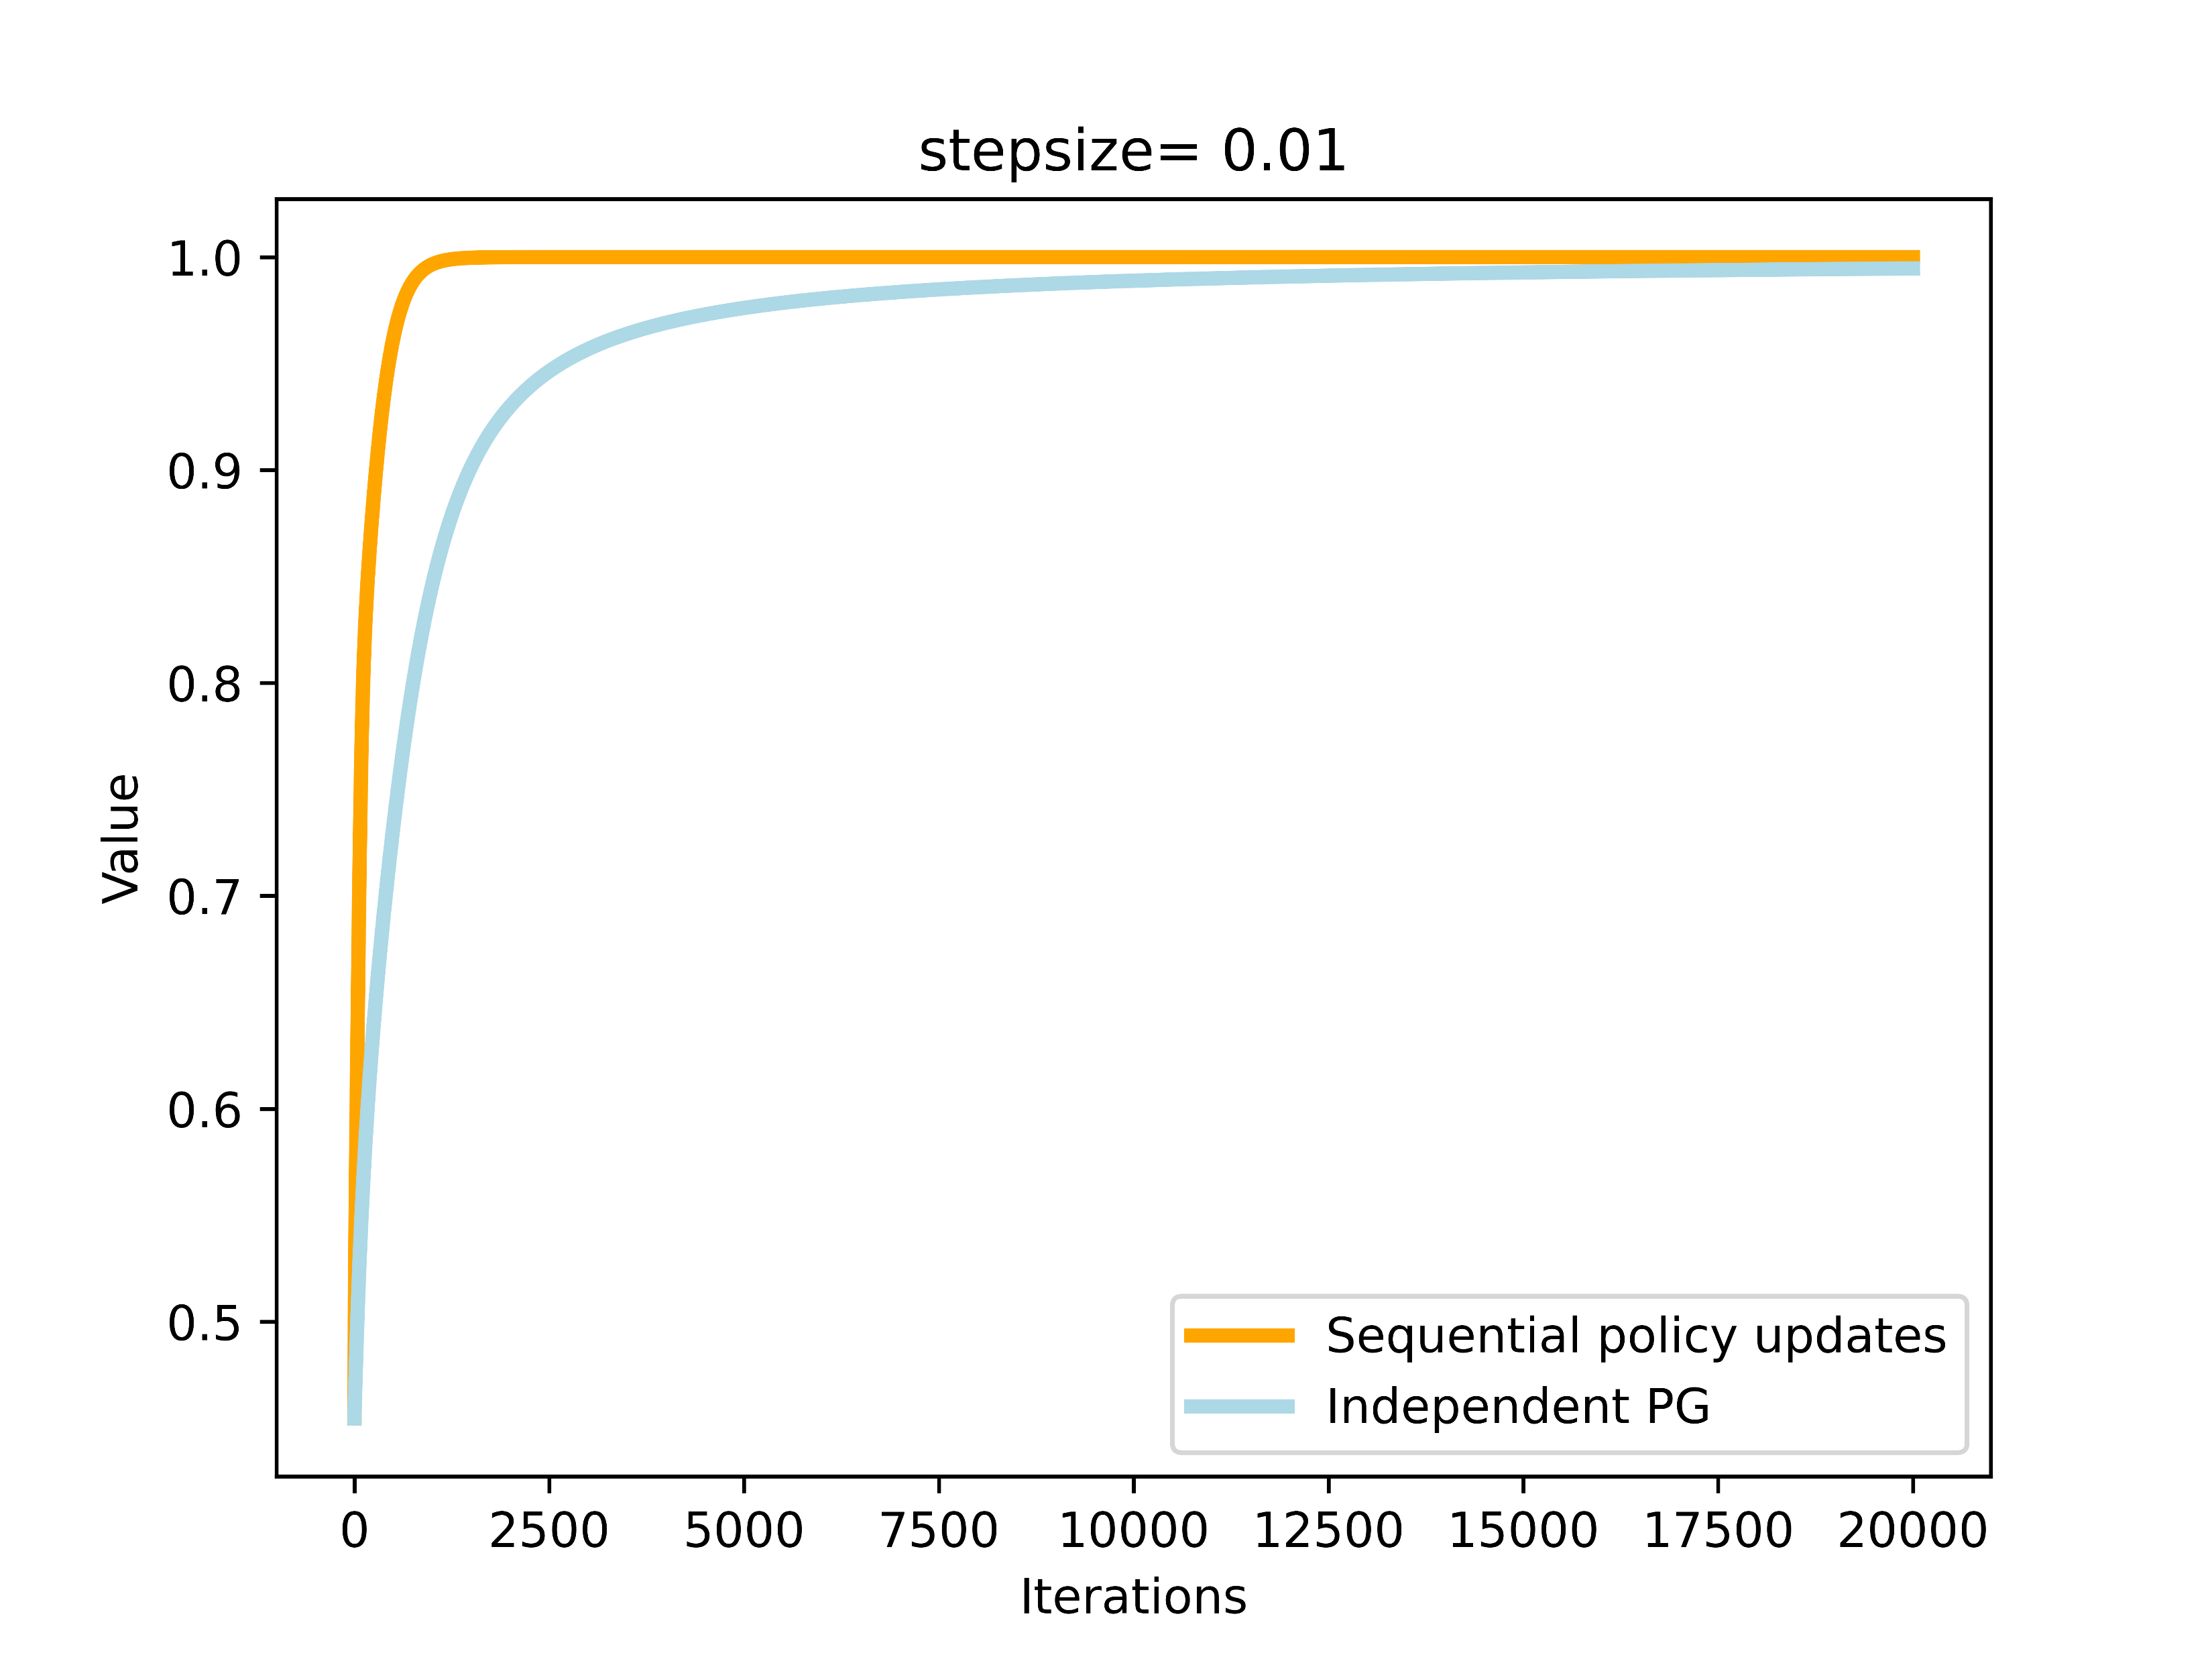 stepsize= 0.01
1.0
0.9
0.8
0.7
0.6
0.5
Value
0 2500 5000 7500 10000 12500 15000 17500 20000
Iterations
Sequential policy updates
Independent PG